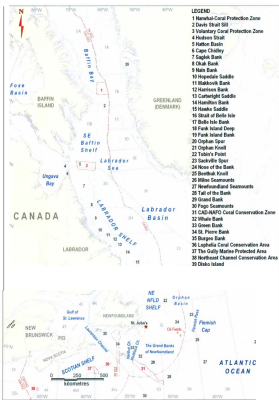 LEGEND
1 Narwhal-Coral Protection Zone
2 Davis Strait Sill
3 Voluntary Coral Protection Zone
4 Hudson Strait
5 Hatton Basin
6 Cape Chidley
7 Saglek Bank
8 Okak Bank
9 Nain Bank
10 Hopedale Saddle
11 Makkovik Bank
12 Harrison Bank
13 Cartwright Saddle
14 Hamilton Bank
15 Hawke Saddle
16 Strait of Belle Isle
17 Belle Isle Bank
18 Funk Island Deep
19 Funk Island Bank
20 Orphan Spur
21 Orphan Knoll
22 Tobin's Point
23 Sackville Spur
24 Nose of the Bank
25 Beothuk Knoll
26 Milne Seamounts
27 Newfoundland Seamounts
28 Tail of the Bank
29 Grand Bank
30 Fogo Seamounts
31 CAD-NAFO Coral Conservation Zone
32 Whale Bank
33 Green Bank
34 St. Pierre Bank
35 Burgeo Bank
36 Lophelia Coral Conservation Area
37 The Gully Marine Protected Area
38 Northeast Channel Conservation Area
39 Disko Island
N
Baffin Bay
Foxe
Basin
BAFFIN
ISLAND
GREENLAND
(DENMARK)
SE
Baffin
Shelf
Labrador
Sea
Ungava
Bay
CANADA
LABRADOR SHELF
Labrador
Basin
LABRADOR
NE
NFLD
SHELF
Orphan
Basin
Gulf of
St. Lawrence
NEWFOUNDLAND
St. John's
Flemish
Cap
NEW
BRUNSWICK
PEI
Laurentian Channel
The Grand Banks
of Newfoundland
NOVA SCOTIA
SCOTIAN SHELF
ATLANTIC
OCEAN
0 250 500
kilometres